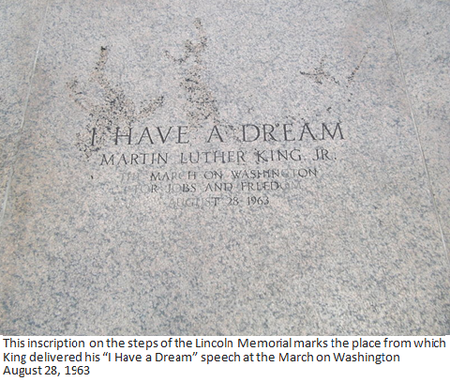 I HAVE A DREAM
MARTIN LUTHER KING, JR.
THE MARCH ON WASHINGTON
FOR JOBS AND FREEDOM
AUGUST 28, 1963
This inscription on the steps of the Lincoln Memorial marks the place from which
King delivered his “I Have a Dream” speech at the March on Washington
August 28, 1963